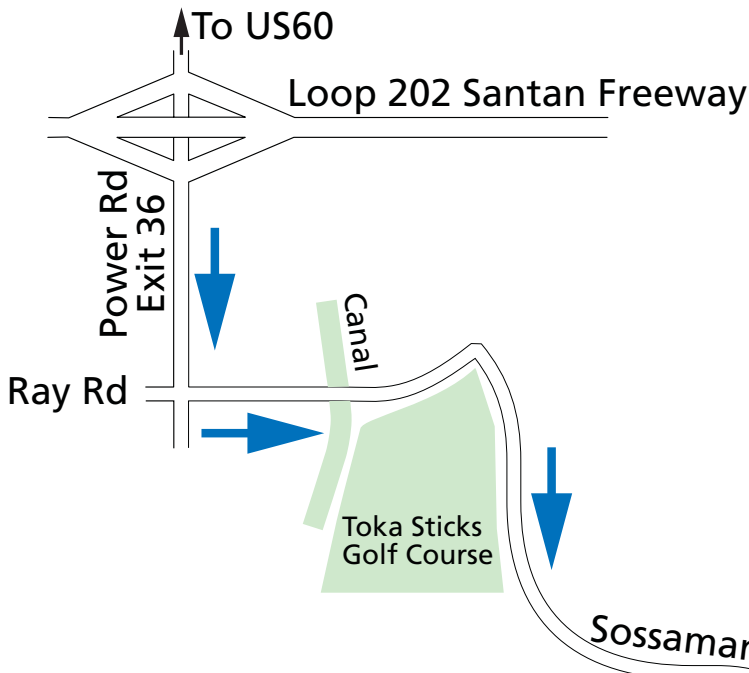 To US60
Loop 202 Santan Freeway
Power Rd
Exit 36
Canal
Ray Rd
Toka Sticks
Golf Course